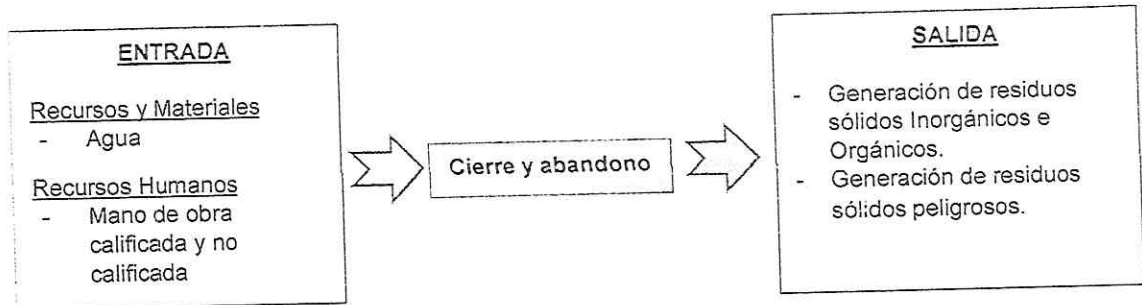 ENTRADA
Recursos y Materiales
- Agua
Recursos Humanos
- Mano de obra
calificada y no
calificada
Cierre y abandono
SALIDA
- Generación de residuos
sólidos Inorgánicos e
Orgánicos.
- Generación de residuos
sólidos peligrosos.